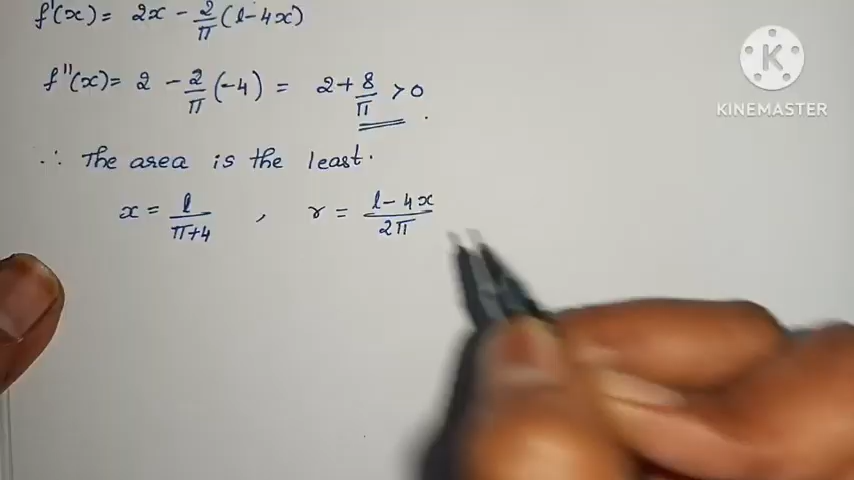 f'(x) = 2x - 2/π (l-4x)
f''(x) = 2 - 2/π (-4) = 2 + 8/π > 0.
∴ The area is the least.
x = l/π+4 , r = l-4x/2π
K
KINEMASTER